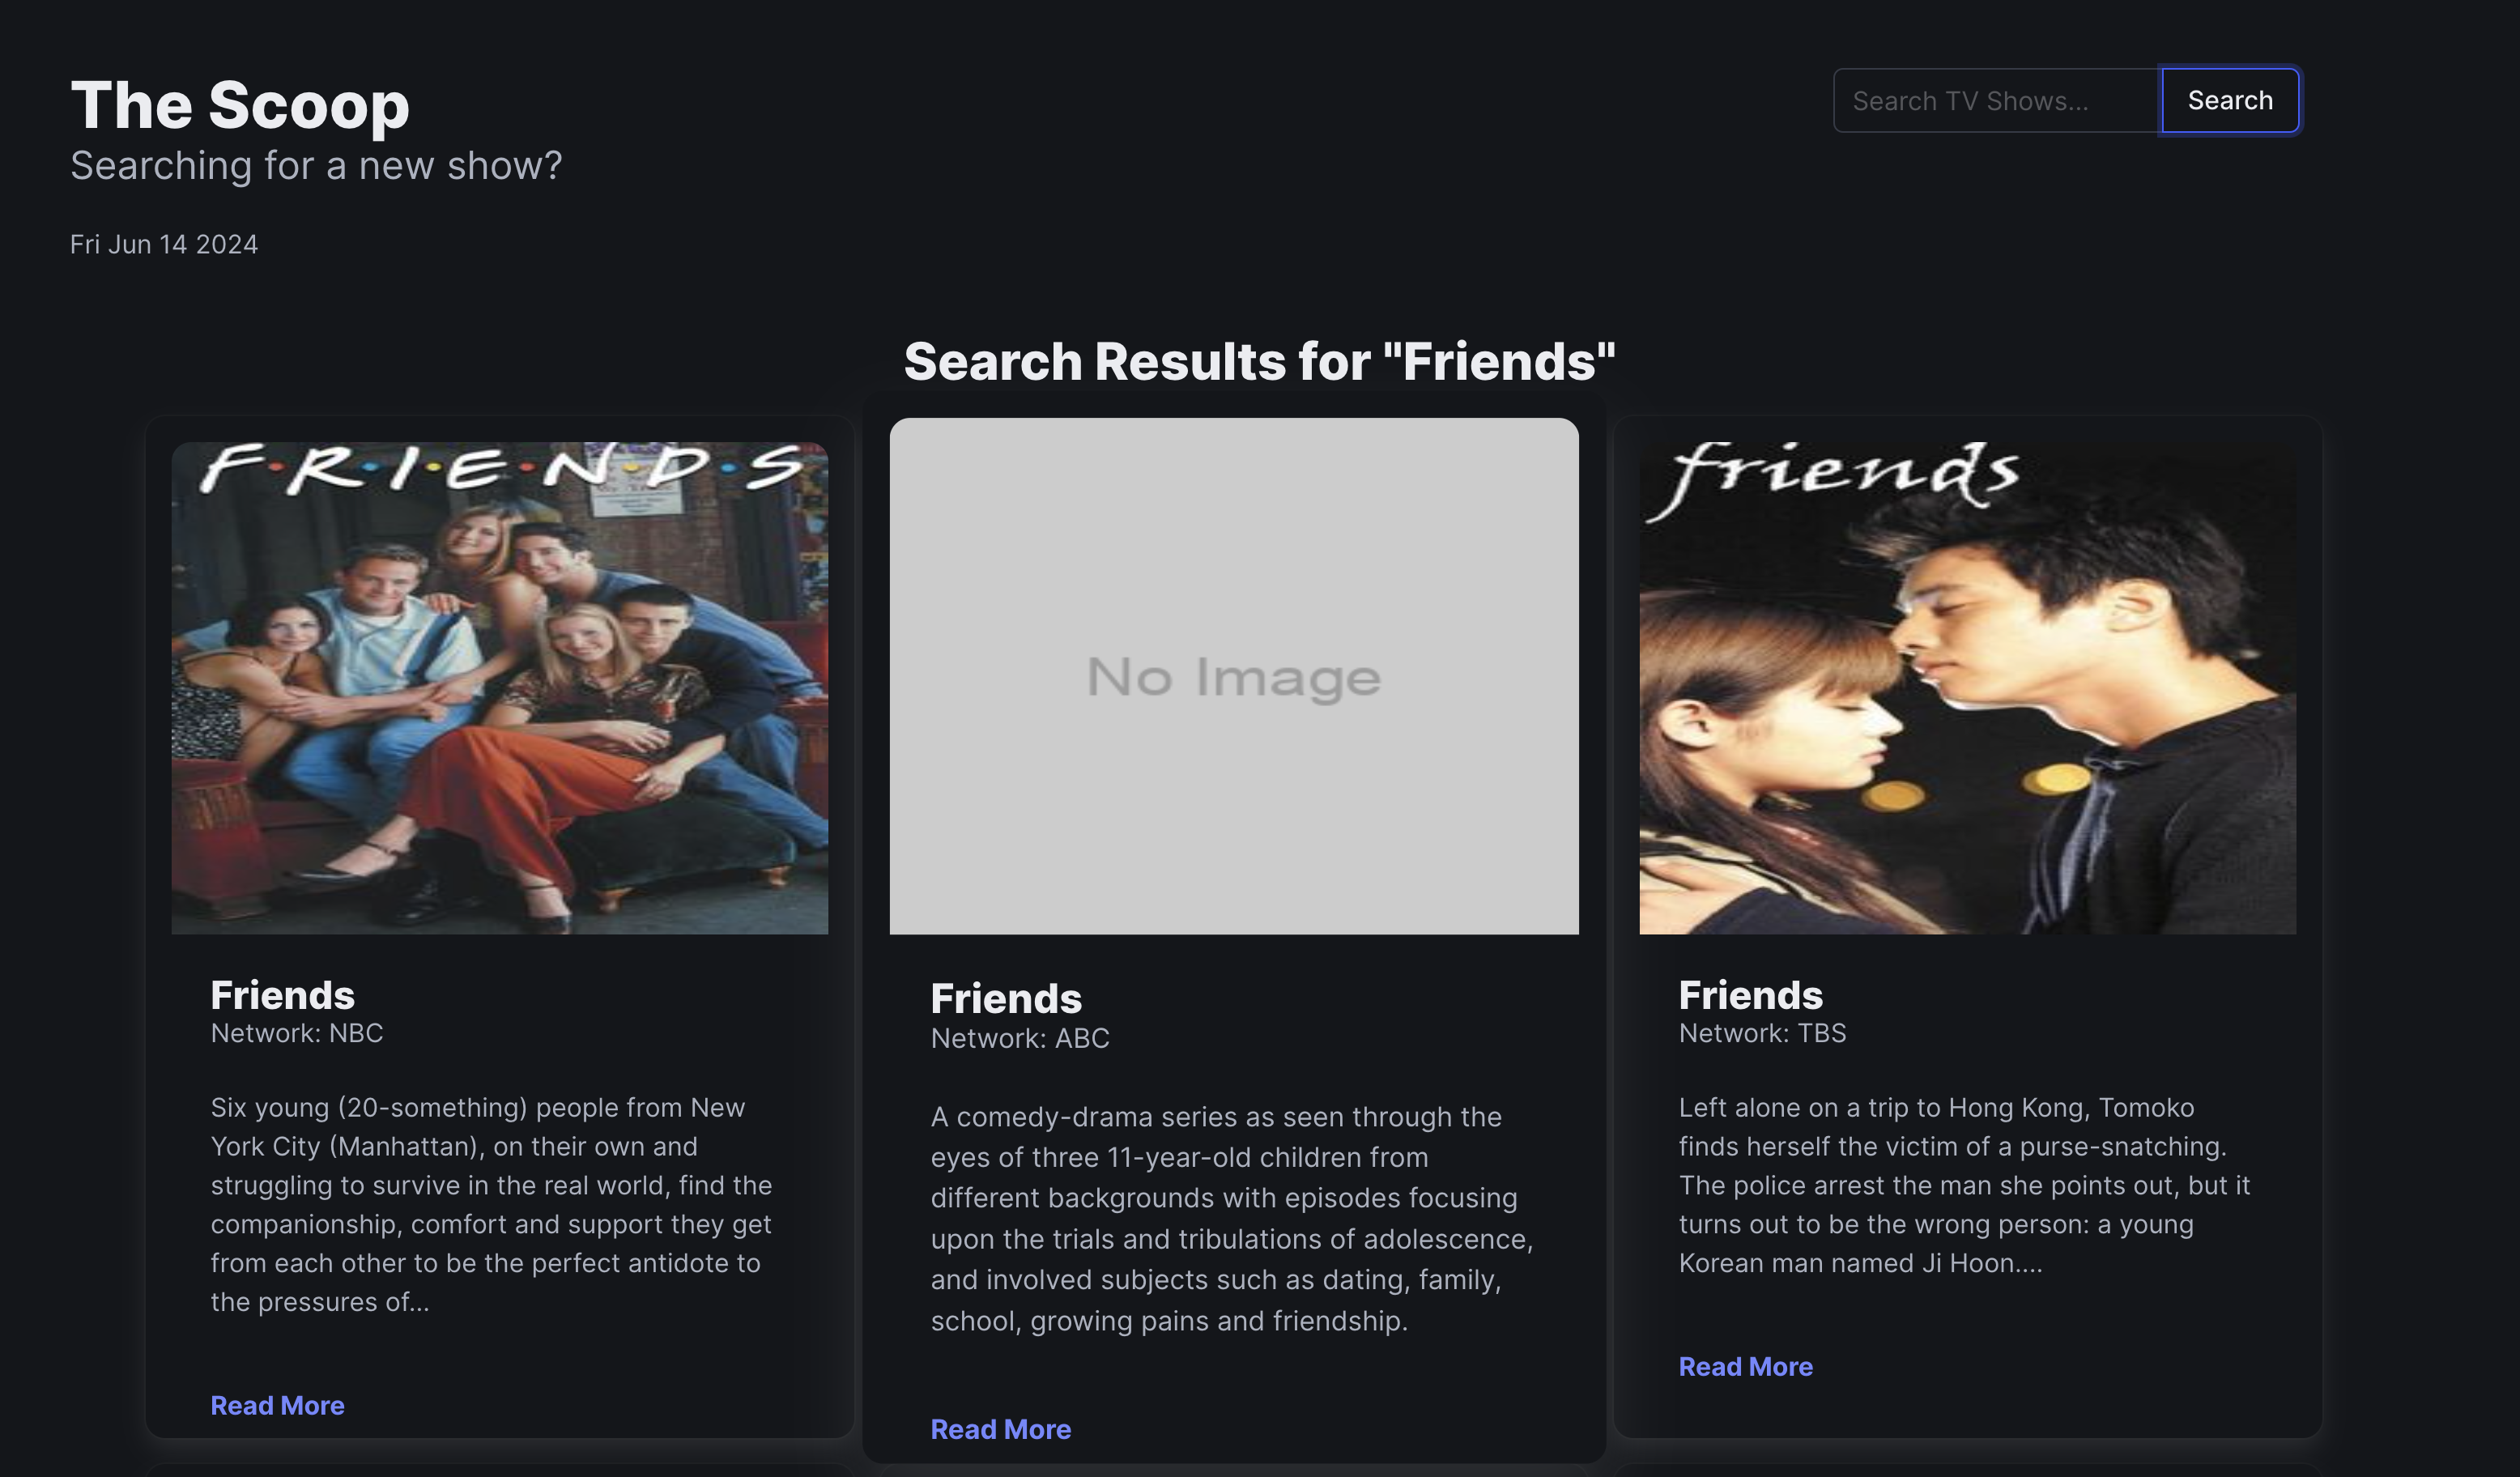 The Scoop
Searching for a new show?
Fri Jun 14 2024
Search TV Shows...
Search
Search Results for "Friends"
F·R·I·E·N·D·S
Friends
Network: NBC
Six young (20-something) people from New
York City (Manhattan), on their own and
struggling to survive in the real world, find the
companionship, comfort and support they get
from each other to be the perfect antidote to
the pressures of...
Read More
No Image
Friends
Network: ABC
A comedy-drama series as seen through the
eyes of three 11-year-old children from
different backgrounds with episodes focusing
upon the trials and tribulations of adolescence,
and involved subjects such as dating, family,
school, growing pains and friendship.
Read More
friends
Friends
Network: TBS
Left alone on a trip to Hong Kong, Tomoko
finds herself the victim of a purse-snatching.
The police arrest the man she points out, but it
turns out to be the wrong person: a young
Korean man named Ji Hoon....
Read More